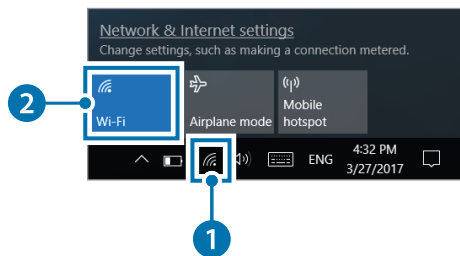 Network & Internet settings
Change settings, such as making a connection metered.
2
Wi-Fi
Airplane mode
Mobile
hotspot
ENG
4:32 PM
3/27/2017
1